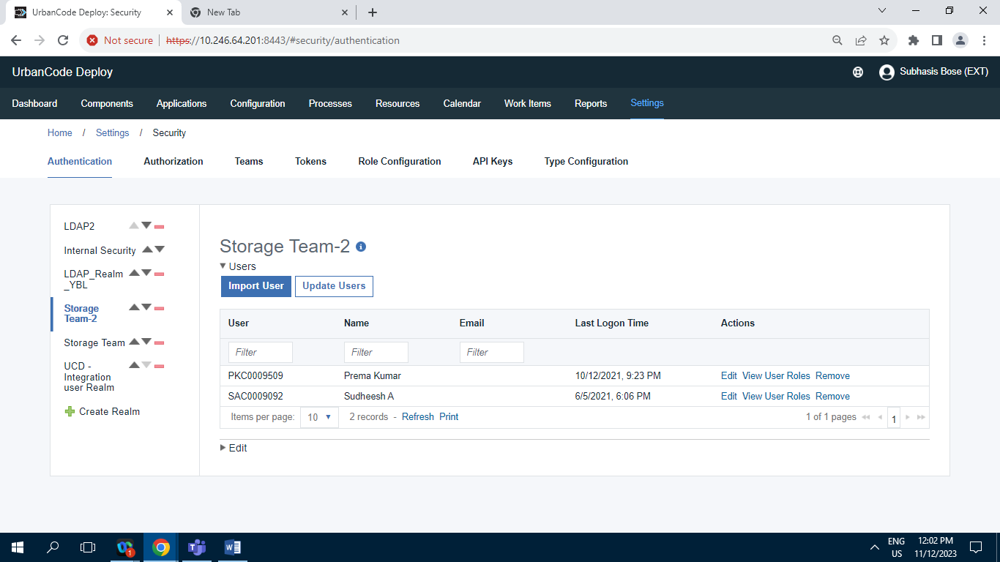 UrbanCode Deploy: Security
New Tab
Not secure https://10.246.64.201:8443/#security/authentication
UrbanCode Deploy
Subhasis Bose (EXT)
Dashboard Components Applications Configuration Processes Resources Calendar Work Items Reports Settings
Home / Settings / Security
Authentication Authorization Teams Tokens Role Configuration API Keys Type Configuration
LDAP2
Internal Security
LDAP_Realm
_YBL
Storage
Team-2
Storage Team
UCD -
Integration
user Realm
Create Realm
Storage Team-2
Users
Import User Update Users
User Name Email Last Logon Time Actions
Filter Filter Filter
PKC0009509 Prema Kumar 10/12/2021, 9:23 PM Edit View User Roles Remove
SAC0009092 Sudheesh A 6/5/2021, 6:06 PM Edit View User Roles Remove
Items per page: 10 2 records - Refresh Print 1 of 1 pages 1
Edit
1
ENG
US
12:02 PM
11/12/2023